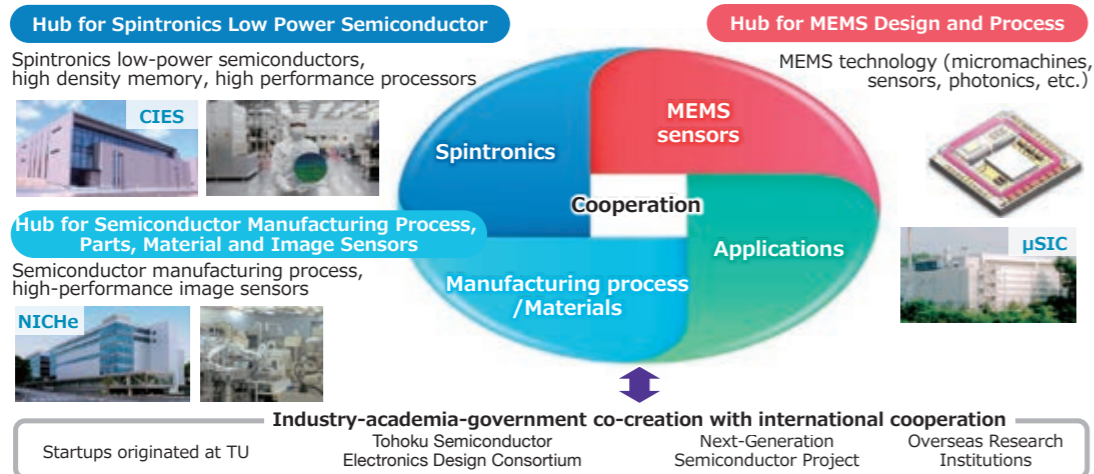 Hub for Spintronics Low Power Semiconductor
Spintronics low-power semiconductors,
high density memory, high performance processors
CIES
Hub for Semiconductor Manufacturing Process,
Parts, Material and Image Sensors
Semiconductor manufacturing process,
high-performance image sensors
NICHe
Hub for MEMS Design and Process
MEMS technology (micromachines,
sensors, photonics, etc.)
μSIC
Spintronics
MEMS
sensors
Cooperation
Manufacturing process
/Materials
Applications
Industry-academia-government co-creation with international cooperation
Startups originated at TU
Tohoku Semiconductor
Electronics Design Consortium
Next-Generation
Semiconductor Project
Overseas Research
Institutions